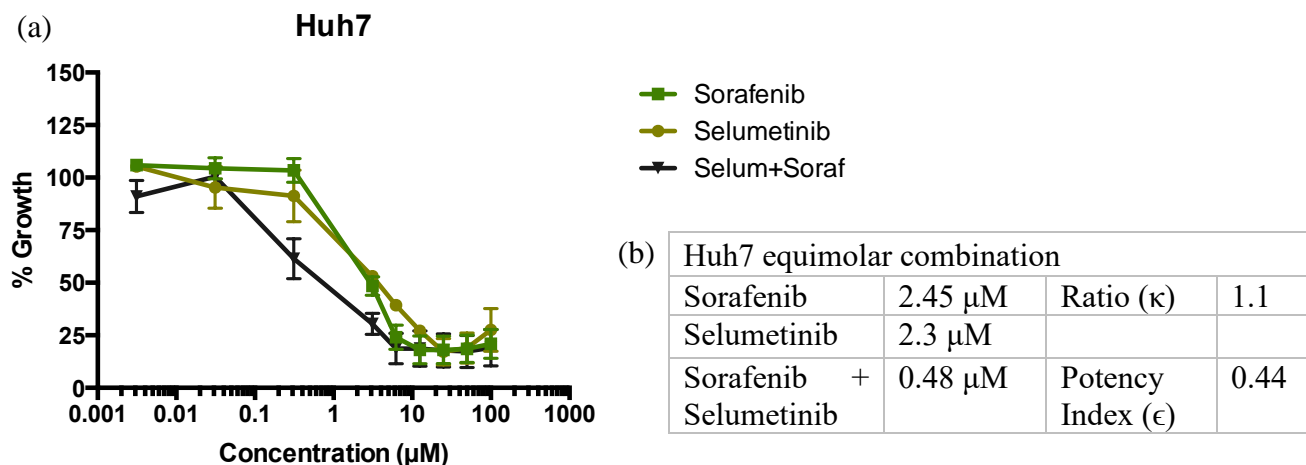 (a)
Huh7
% Growth
150
125
100
75
50
25
0
0.001
0.01
0.1
1
10
100
1000
Concentration (µM)
Sorafenib
Selumetinib
Selum+Soraf
(b)
Huh7 equimolar combination
Sorafenib 2.45 μM Ratio (κ) 1.1
Selumetinib 2.3 μM
Sorafenib + 0.48 μM Potency 0.44
Selumetinib Index (ϵ)